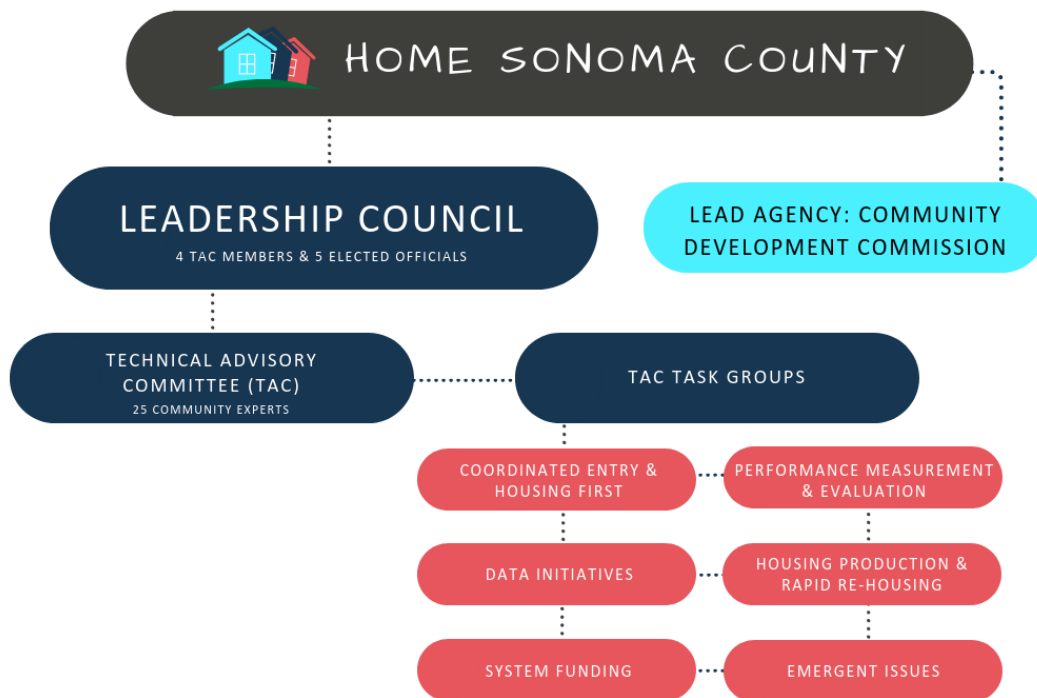 HOME SONOMA COUNTY
LEADERSHIP COUNCIL
4 TAC MEMBERS & 5 ELECTED OFFICIALS
LEAD AGENCY: COMMUNITY
DEVELOPMENT COMMISSION
TECHNICAL ADVISORY
COMMITTEE (TAC)
25 COMMUNITY EXPERTS
TAC TASK GROUPS
COORDINATED ENTRY &
HOUSING FIRST
PERFORMANCE MEASUREMENT
& EVALUATION
DATA INITIATIVES
HOUSING PRODUCTION &
RAPID RE-HOUSING
SYSTEM FUNDING
EMERGENT ISSUES